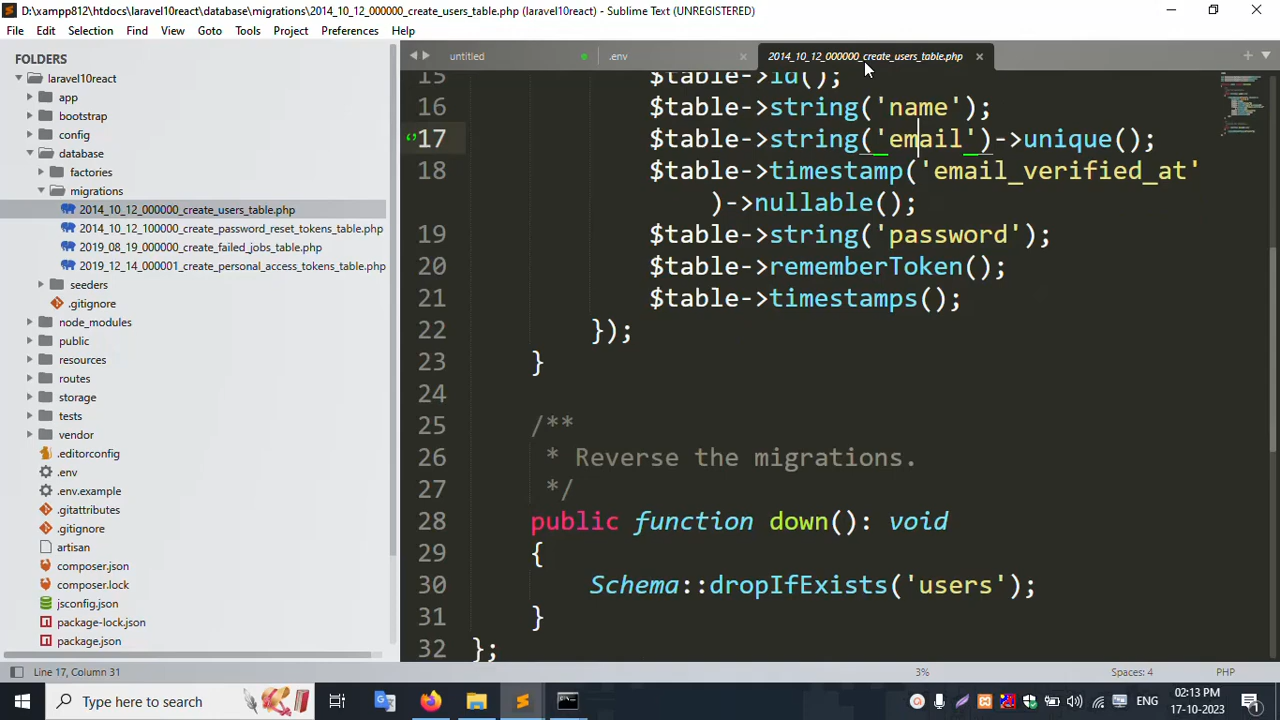 D:\xampp812\htdocs\laravel10react\database\migrations\2014_10_12_000000_create_users_table.php (laravel10react) - Sublime Text (UNREGISTERED)
File Edit Selection Find View Goto Tools Project Preferences Help
FOLDERS
laravel10react
app
bootstrap
config
database
factories
migrations
2014_10_12_000000_create_users_table.php
2014_10_12_100000_create_password_reset_tokens_table.php
2019_08_19_000000_create_failed_jobs_table.php
2019_12_14_000001_create_personal_access_tokens_table.php
seeders
.gitignore
node_modules
public
resources
routes
storage
tests
vendor
.editorconfig
.env
.env.example
.gitattributes
.gitignore
artisan
composer.json
composer.lock
jsconfig.json
package-lock.json
package.json
untitled .env 2014_10_12_000000_create_users_table.php
15 $table->id();
16 $table->string('name');
17 $table->string('email')->unique();
18 $table->timestamp('email_verified_at'
)->nullable();
19 $table->string('password');
20 $table->rememberToken();
21 $table->timestamps();
22 });
23 }
24
25 /**
26 * Reverse the migrations.
27 */
28 public function down(): void
29 {
30 Schema::dropIfExists('users');
31 }
32 };
Line 17, Column 31 3% Spaces: 4 PHP
Type here to search
ENG
02:13 PM
17-10-2023
1